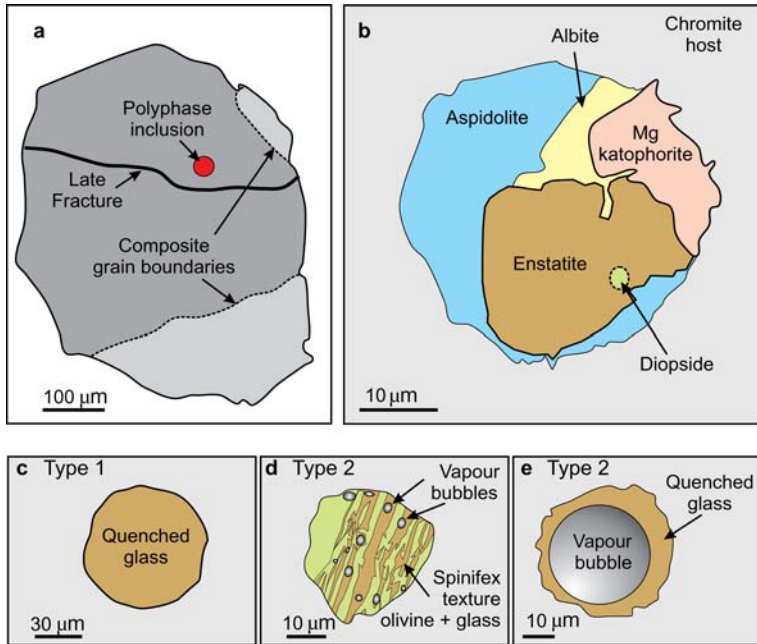 a
Polyphase
inclusion
Late
Fracture
Composite
grain boundaries
100 µm
b
Albite
Chromite
host
Aspidolite
Mg
katophorite
Enstatite
Diopside
10 µm
c Type 1
Quenched
glass
30 µm
d Type 2
Vapour
bubbles
Spinifex
texture
olivine + glass
10 µm
e Type 2
Quenched
glass
Vapour
bubble
10 µm